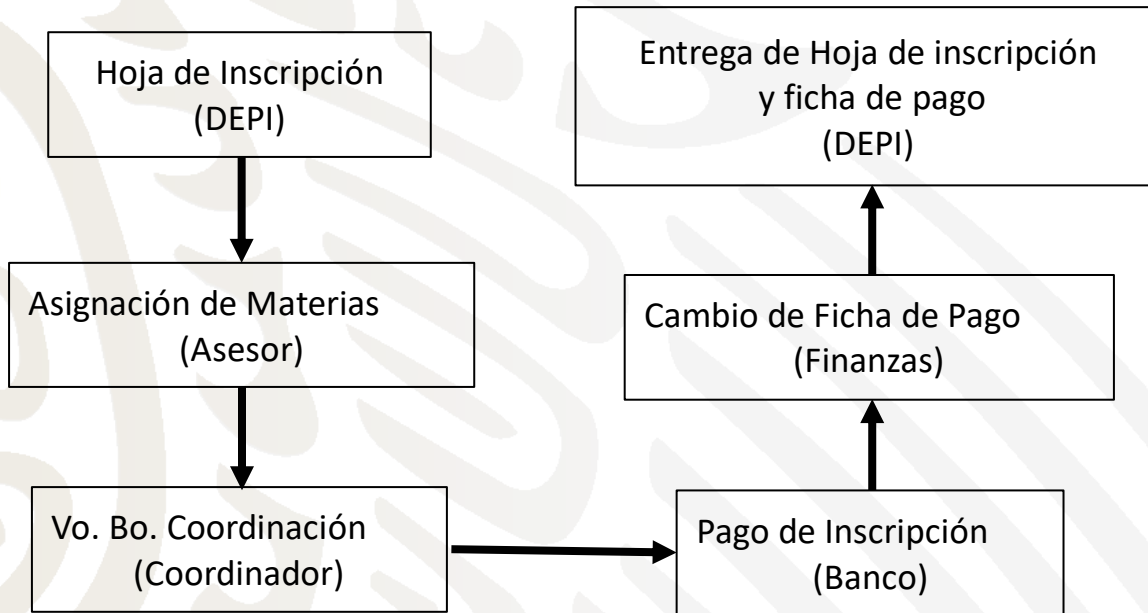 Hoja de Inscripción
(DEPI)
Asignación de Materias
(Asesor)
Vo. Bo. Coordinación
(Coordinador)
Pago de Inscripción
(Banco)
Cambio de Ficha de Pago
(Finanzas)
Entrega de Hoja de inscripción
y ficha de pago
(DEPI)